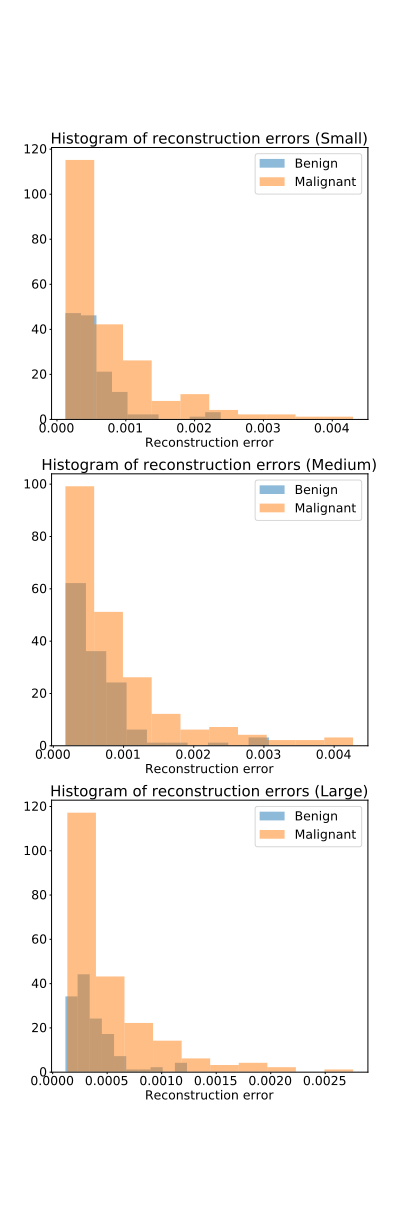 Histogram of reconstruction errors (Small)
120
100
80
60
40
20
0
Benign
Malignant
0.000 0.001 0.002 0.003 0.004
Reconstruction error
Histogram of reconstruction errors (Medium)
100
80
60
40
20
0
Benign
Malignant
0.000 0.001 0.002 0.003 0.004
Reconstruction error
Histogram of reconstruction errors (Large)
120
100
80
60
40
20
0
Benign
Malignant
0.0000 0.0005 0.0010 0.0015 0.0020 0.0025
Reconstruction error